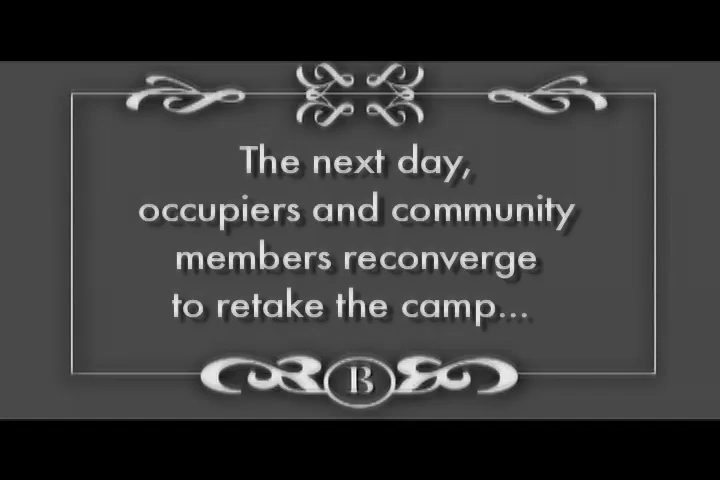 The next day,
occupiers and community
members reconverge
to retake the camp...
B